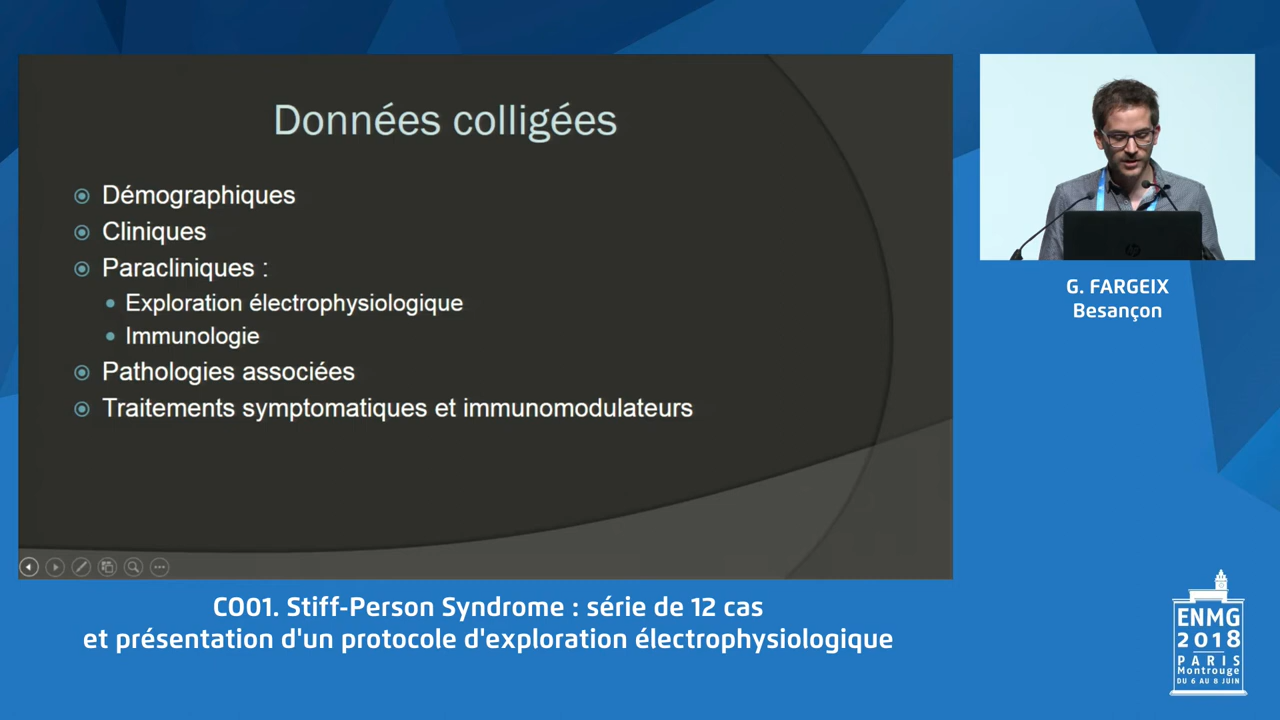 Données colligées
Démographiques
Cliniques
Paracliniques :
Exploration électrophysiologique
Immunologie
Pathologies associées
Traitements symptomatiques et immunomodulateurs
G. FARGEIX
Besançon
CO01. Stiff-Person Syndrome : série de 12 cas
et présentation d'un protocole d'exploration électrophysiologique
ENMG
2018
PARIS
Montrouge
DU 6 AU 8 JUIN